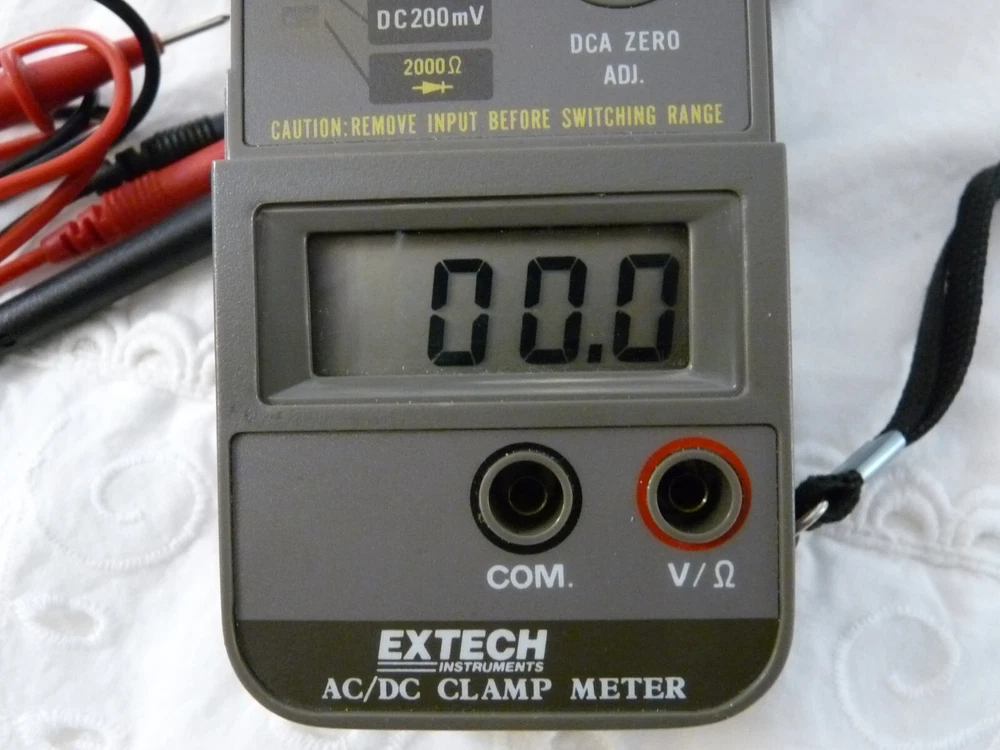 DC200mV
2000Ω
DCA ZERO
ADJ.
CAUTION:REMOVE INPUT BEFORE SWITCHING RANGE
00.0
COM.
V/Ω
EXTECH
INSTRUMENTS
AC/DC CLAMP METER